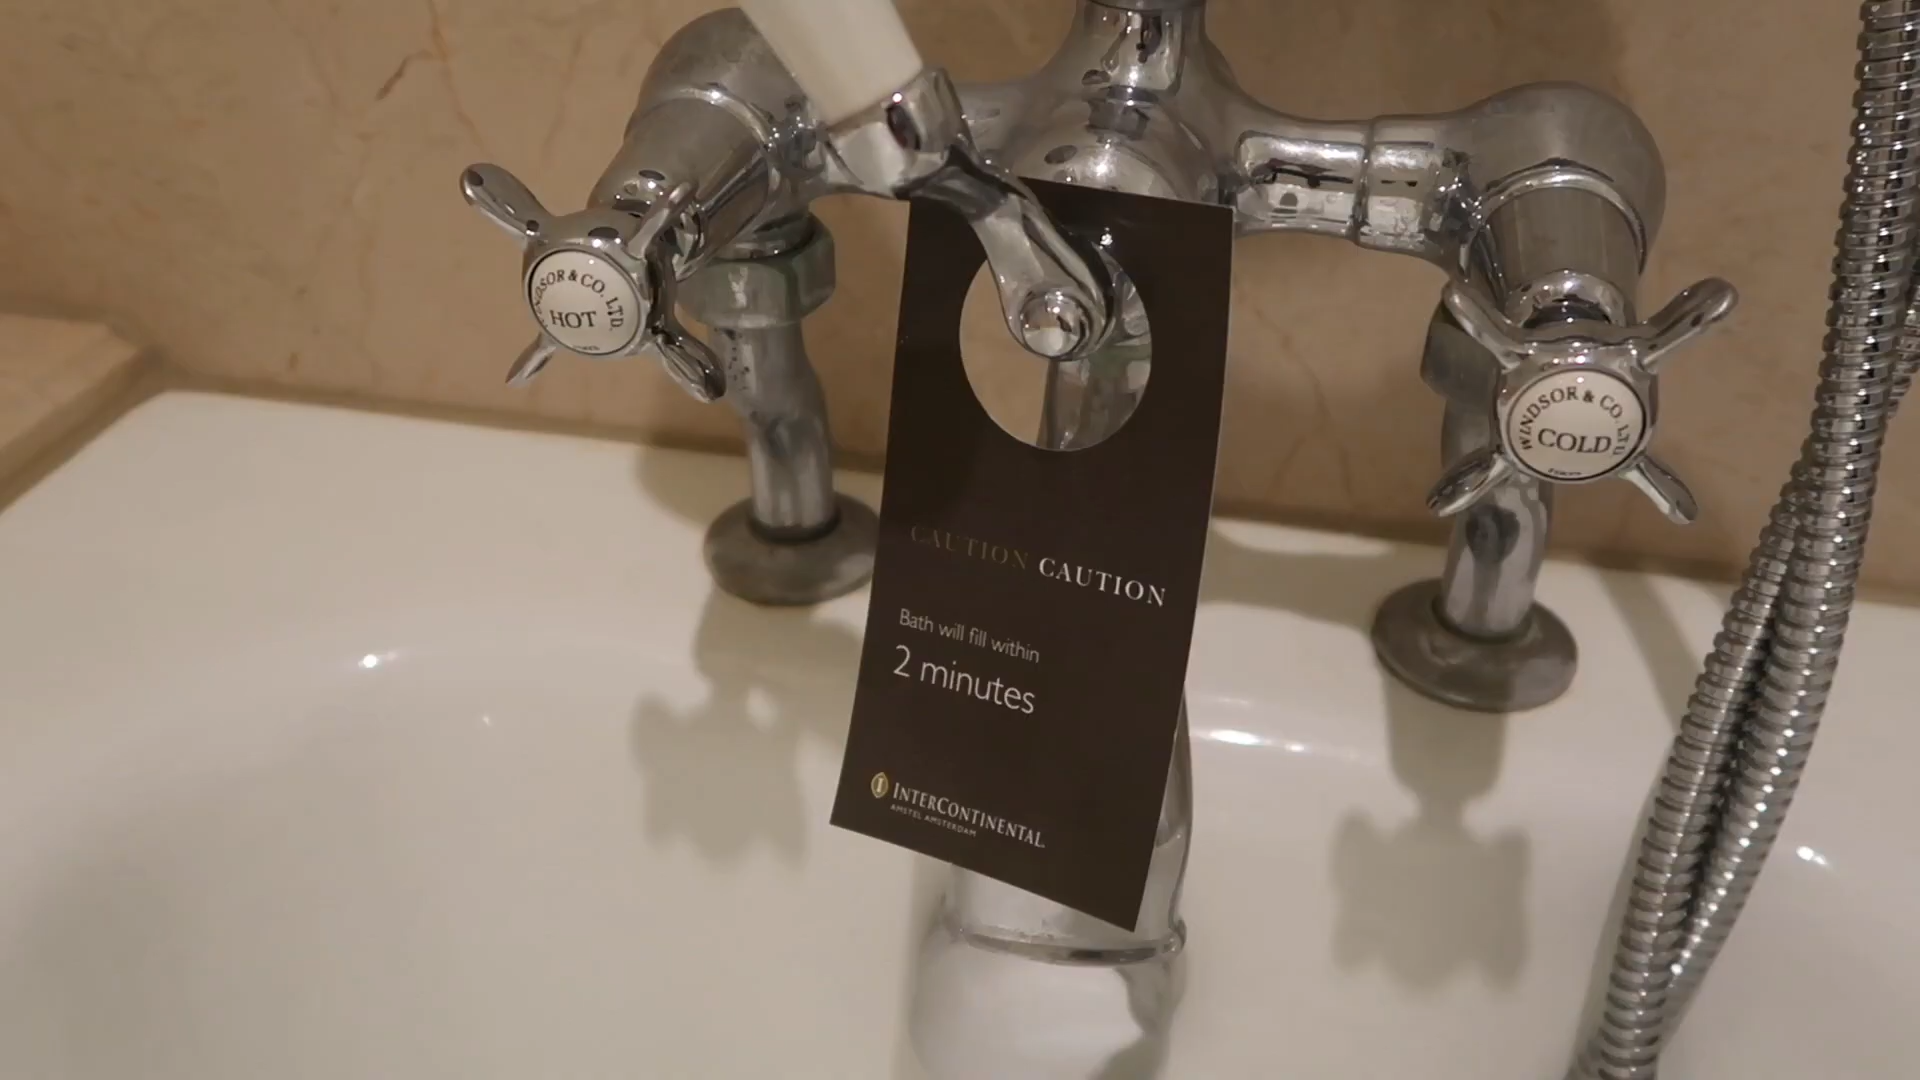 WINDSOR & CO. LTD.
HOT
WINDSOR & CO. LTD
COLD
CAUTION CAUTION
Bath will fill within
2 minutes
I INTERCONTINENTAL
AMSTEL AMSTERDAM